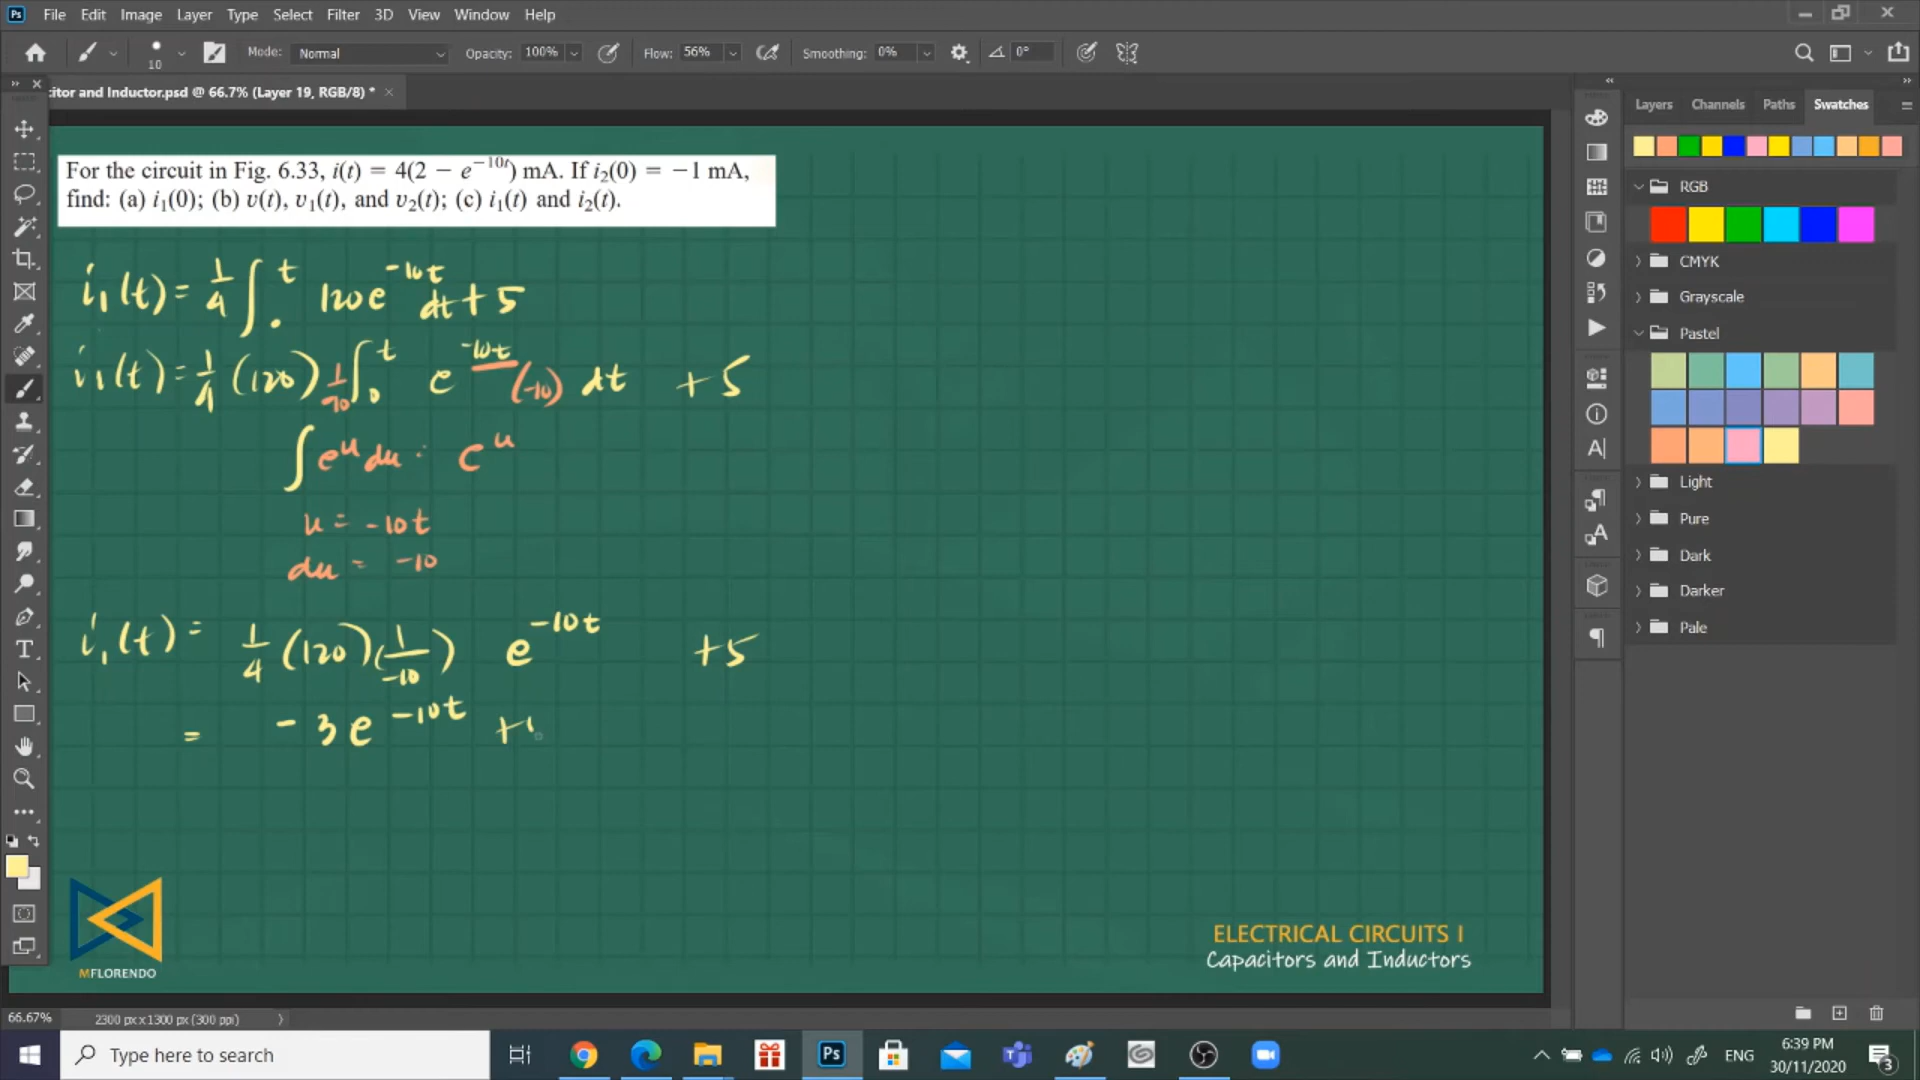 Ps File Edit Image Layer Type Select Filter 3D View Window Help
10 Mode: Normal Opacity: 100% Flow: 56% Smoothing: 0% 0°
citor and Inductor.psd @ 66.7% (Layer 19, RGB/8) * ×
Layers Channels Paths Swatches
For the circuit in Fig. 6.33, i(t) = 4(2 − e^{−10t}) mA. If i₂(0) = −1 mA,
find: (a) i₁(0); (b) v(t), v₁(t), and v₂(t); (c) i₁(t) and i₂(t).
i₁(t) = 1/4 ∫₀^t 120e^{-10t} dt + 5
i₁(t) = 1/4 (120) 1/-10 ∫₀^t e^{-10t} (-10) dt + 5
∫ e^u du = e^u
u = -10t
du = -10
i₁(t) = 1/4 (120) (1/-10) e^{-10t} + 5
= - 3e^{-10t} +
RGB
CMYK
Grayscale
Pastel
Light
Pure
Dark
Darker
Pale
MFLORENDO
ELECTRICAL CIRCUITS I
Capacitors and Inductors
66.67% 2300 px x 1300 px (300 ppi)
Type here to search
Ps
ENG
6:39 PM
30/11/2020
3